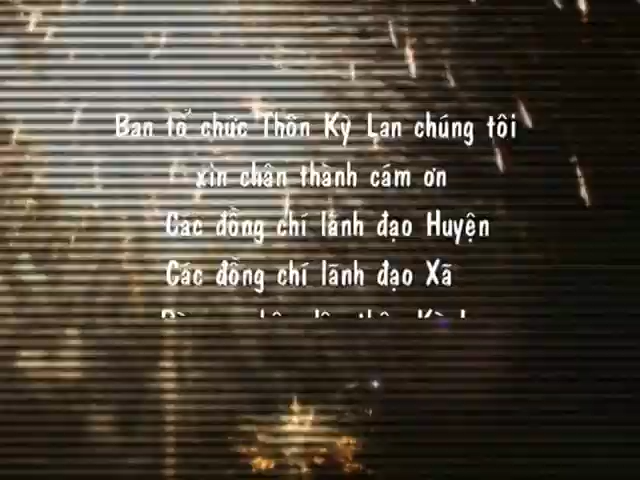 Ban tổ chức Thôn Kỳ Lan chúng tôi
xin chân thành cám ơn
Các đồng chí lãnh đạo Huyện
Các đồng chí lãnh đạo Xã